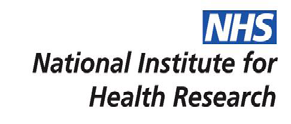 NHS
National Institute for
Health Research